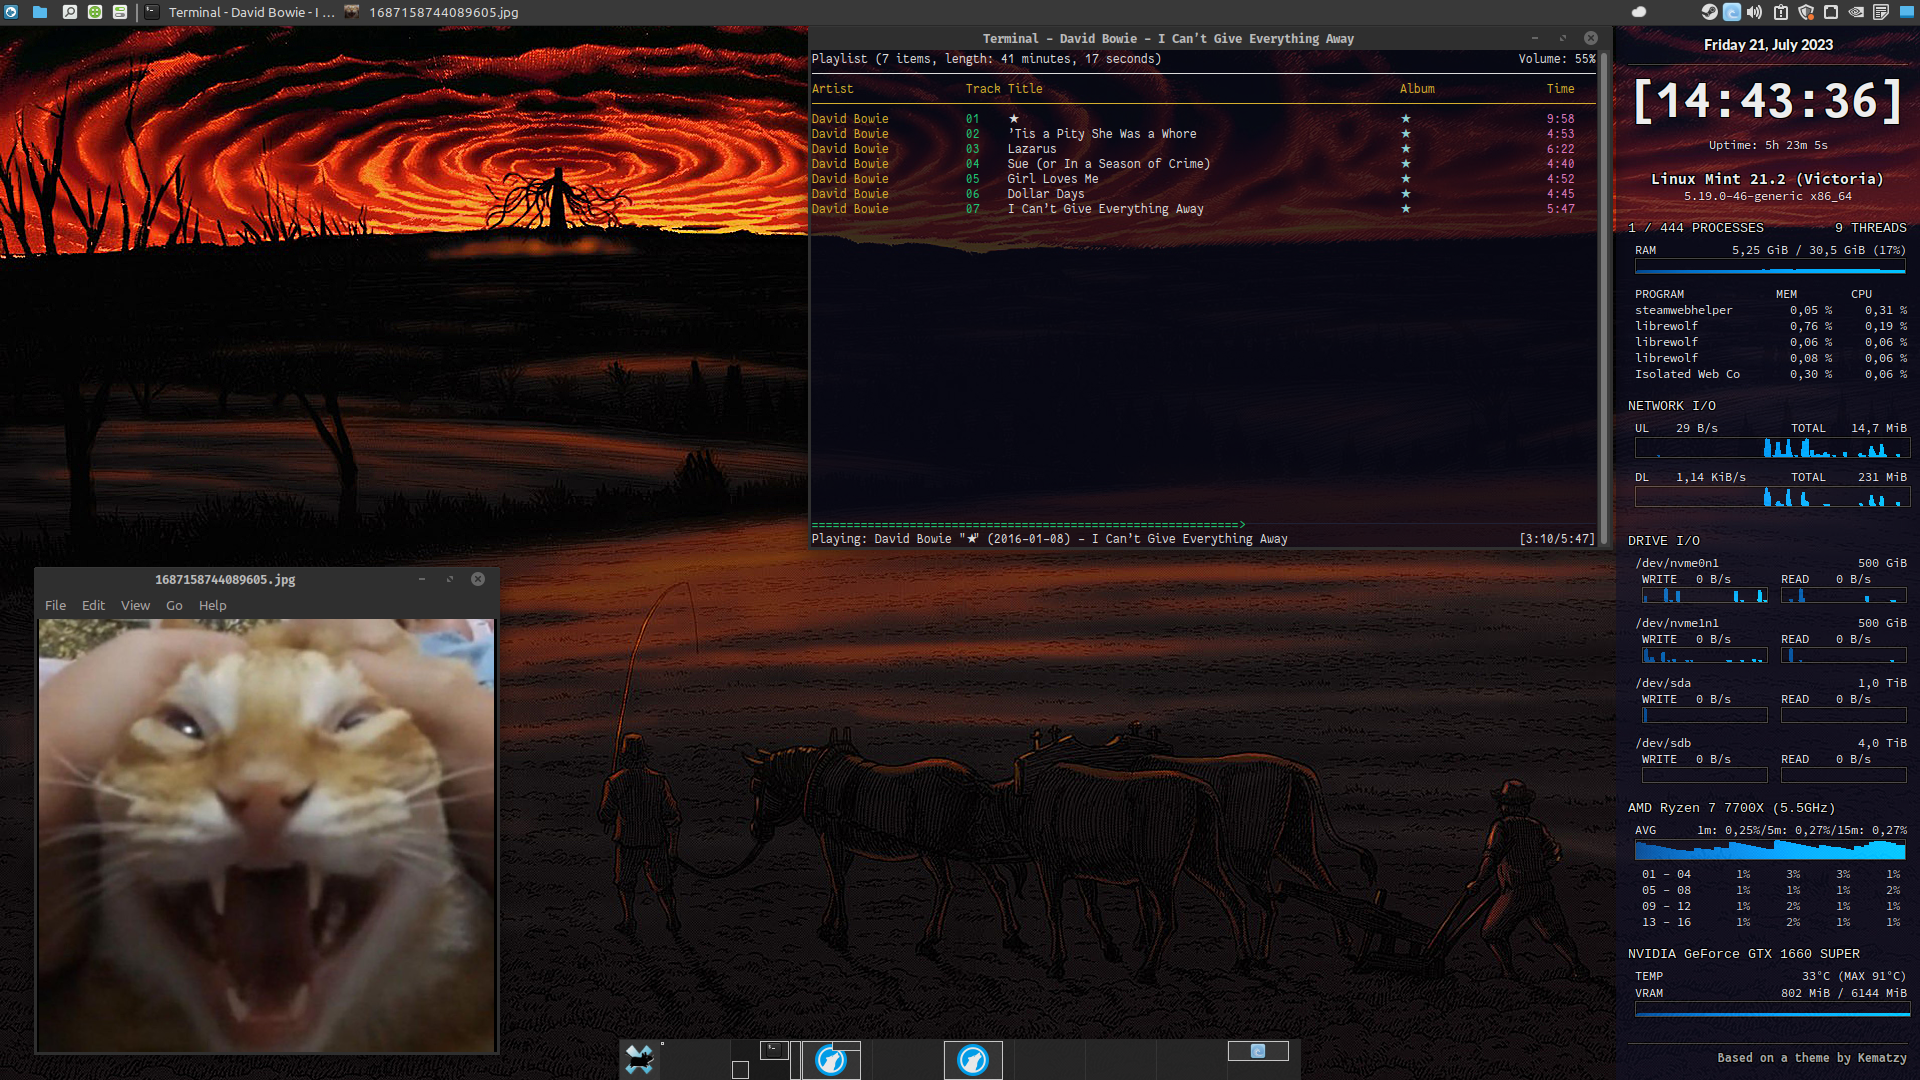 Terminal - David Bowie - I ...
1687158744089605.jpg
Terminal – David Bowie – I Can't Give Everything Away
Playlist (7 items, length: 41 minutes, 17 seconds) Volume: 55%
Artist Track Title Album Time
David Bowie 01 ★ ★ 9:58
David Bowie 02 'Tis a Pity She Was a Whore ★ 4:53
David Bowie 03 Lazarus ★ 6:22
David Bowie 04 Sue (or In a Season of Crime) ★ 4:40
David Bowie 05 Girl Loves Me ★ 4:52
David Bowie 06 Dollar Days ★ 4:45
David Bowie 07 I Can't Give Everything Away ★ 5:47
Playing: David Bowie "★" (2016-01-08) – I Can't Give Everything Away [3:10/5:47]
1687158744089605.jpg
File Edit View Go Help
Friday 21, July 2023
[14:43:36]
Uptime: 5h 23m 5s
Linux Mint 21.2 (Victoria)
5.19.0-46-generic x86_64
1 / 444 PROCESSES 9 THREADS
RAM 5,25 GiB / 30,5 GiB (17%)
PROGRAM MEM CPU
steamwebhelper 0,05 % 0,31 %
librewolf 0,76 % 0,19 %
librewolf 0,06 % 0,06 %
librewolf 0,08 % 0,06 %
Isolated Web Co 0,30 % 0,06 %
NETWORK I/O
UL 29 B/s TOTAL 14,7 MiB
DL 1,14 KiB/s TOTAL 231 MiB
DRIVE I/O
/dev/nvme0n1 500 GiB
WRITE 0 B/s READ 0 B/s
/dev/nvme1n1 500 GiB
WRITE 0 B/s READ 0 B/s
/dev/sda 1,0 TiB
WRITE 0 B/s READ 0 B/s
/dev/sdb 4,0 TiB
WRITE 0 B/s READ 0 B/s
AMD Ryzen 7 7700X (5.5GHz)
AVG 1m: 0,25%/5m: 0,27%/15m: 0,27%
01 – 04 1% 3% 3% 1%
05 – 08 1% 1% 1% 2%
09 – 12 1% 2% 1% 1%
13 – 16 1% 2% 1% 1%
NVIDIA GeForce GTX 1660 SUPER
TEMP 33°C (MAX 91°C)
VRAM 802 MiB / 6144 MiB
Based on a theme by Kematzy